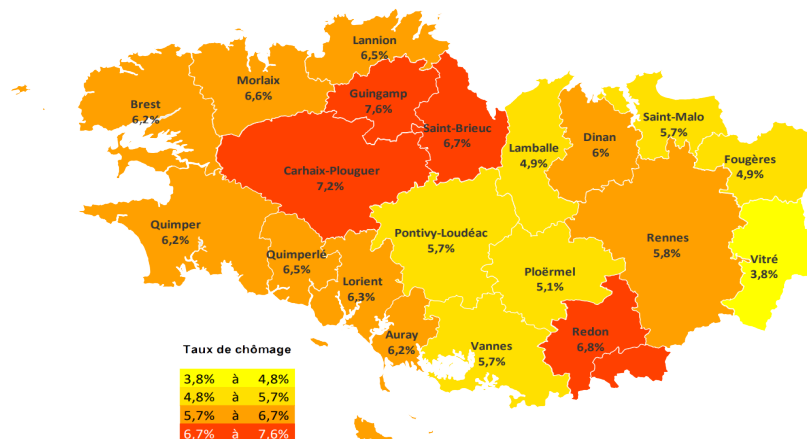 Lannion
6,5%
Morlaix
6,6%
Guingamp
7,6%
Brest
6,2%
Saint-Brieuc
6,7%
Saint-Malo
5,7%
Dinan
6%
Lamballe
4,9%
Fougères
4,9%
Carhaix-Plouguer
7,2%
Quimper
6,2%
Pontivy-Loudéac
5,7%
Rennes
5,8%
Vitré
3,8%
Quimperlé
6,5%
Ploërmel
5,1%
Lorient
6,3%
Redon
6,8%
Auray
6,2%
Vannes
5,7%
Taux de chômage
3,8% à 4,8%
4,8% à 5,7%
5,7% à 6,7%
6,7% à 7,6%